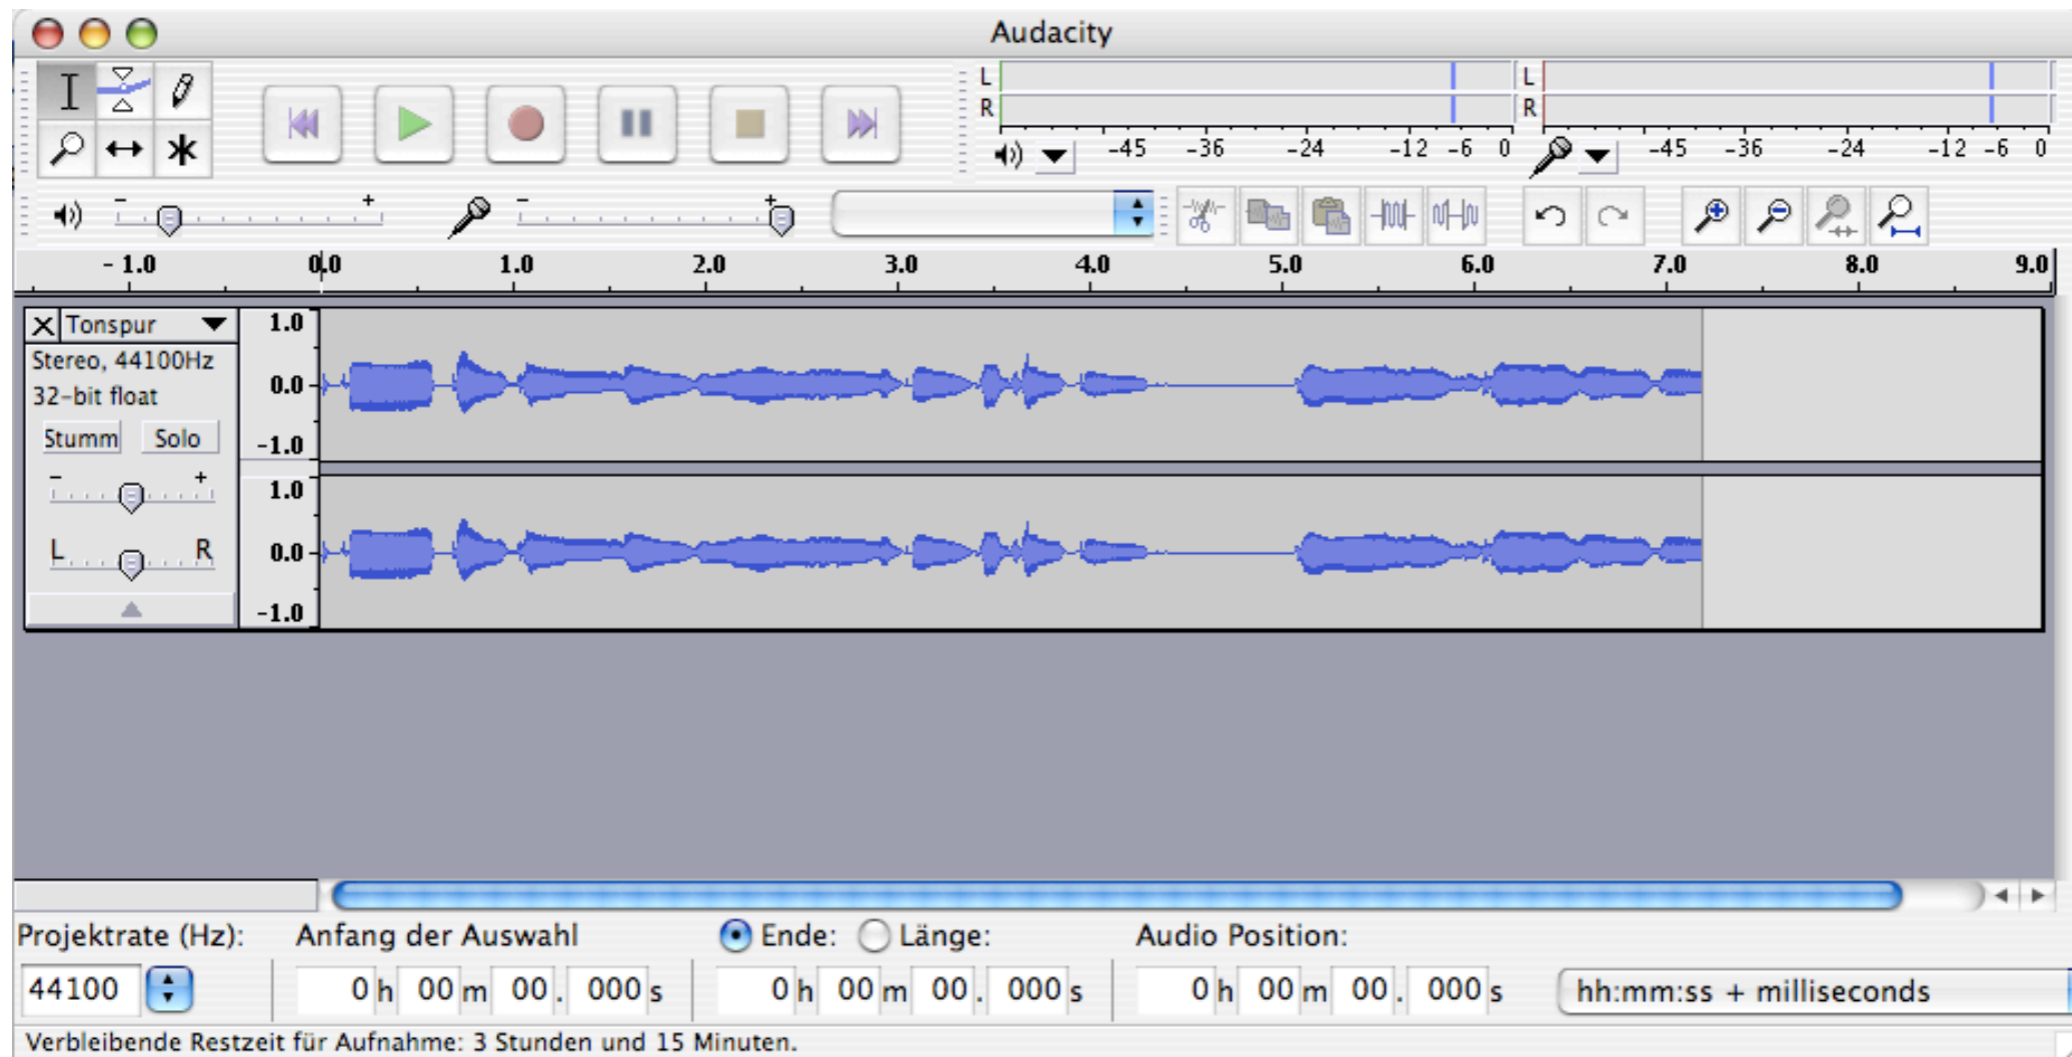 Audacity
L
R
-45 -36 -24 -12 -6 0
L
R
-45 -36 -24 -12 -6 0
- + - +
- 1.0 0,0 1.0 2.0 3.0 4.0 5.0 6.0 7.0 8.0 9.0
X Tonspur
Stereo, 44100Hz
32-bit float
Stumm Solo
- +
L R
1.0
0.0
-1.0
1.0
0.0
-1.0
Projektrate (Hz): Anfang der Auswahl Ende: Länge: Audio Position:
44100 0 h 00 m 00 . 000 s 0 h 00 m 00 . 000 s 0 h 00 m 00 . 000 s hh:mm:ss + milliseconds
Verbleibende Restzeit für Aufnahme: 3 Stunden und 15 Minuten.